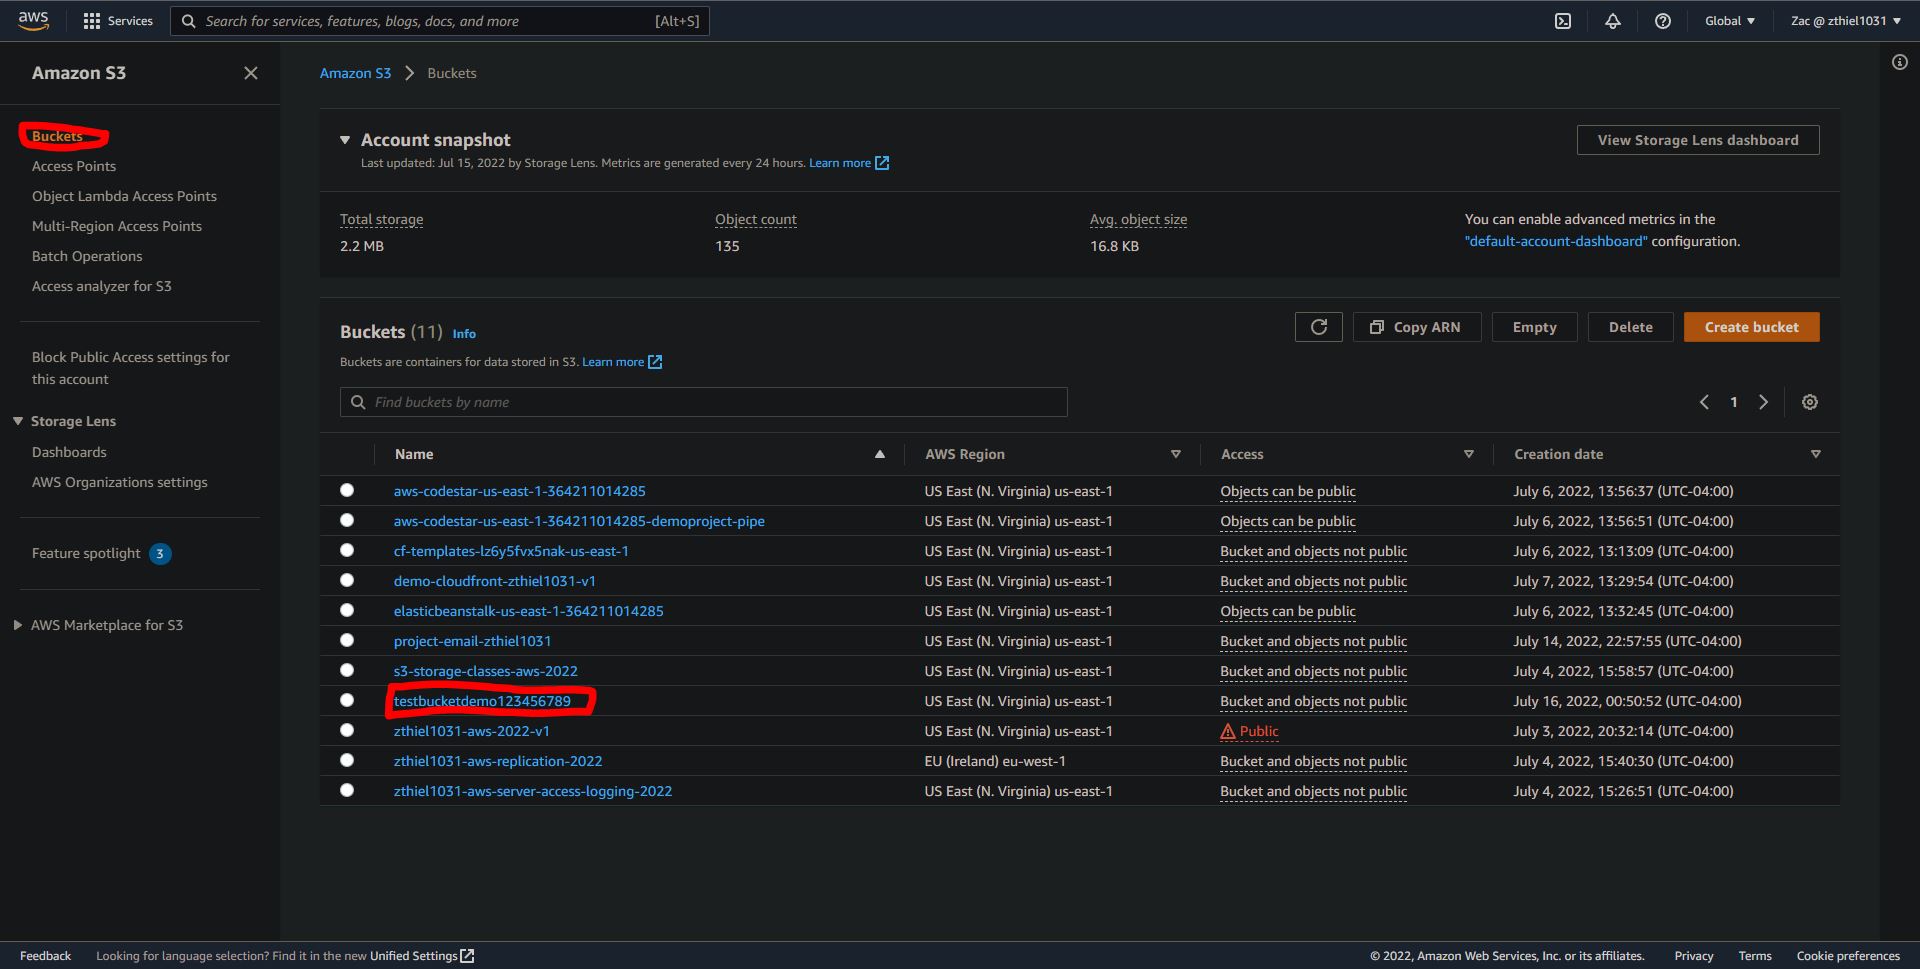 aws Services Search for services, features, blogs, docs, and more [Alt+S] Global Zac @ zthiel1031
Amazon S3
Buckets
Access Points
Object Lambda Access Points
Multi-Region Access Points
Batch Operations
Access analyzer for S3
Block Public Access settings for
this account
Storage Lens
Dashboards
AWS Organizations settings
Feature spotlight 3
AWS Marketplace for S3
Amazon S3 Buckets
Account snapshot
Last updated: Jul 15, 2022 by Storage Lens. Metrics are generated every 24 hours. Learn more
View Storage Lens dashboard
Total storage
2.2 MB
Object count
135
Avg. object size
16.8 KB
You can enable advanced metrics in the
"default-account-dashboard" configuration.
Buckets (11) Info
Buckets are containers for data stored in S3. Learn more
Copy ARN Empty Delete Create bucket
Find buckets by name
1
Name AWS Region Access Creation date
aws-codestar-us-east-1-364211014285 US East (N. Virginia) us-east-1 Objects can be public July 6, 2022, 13:56:37 (UTC-04:00)
aws-codestar-us-east-1-364211014285-demoproject-pipe US East (N. Virginia) us-east-1 Objects can be public July 6, 2022, 13:56:51 (UTC-04:00)
cf-templates-lz6y5fvx5nak-us-east-1 US East (N. Virginia) us-east-1 Bucket and objects not public July 6, 2022, 13:13:09 (UTC-04:00)
demo-cloudfront-zthiel1031-v1 US East (N. Virginia) us-east-1 Bucket and objects not public July 7, 2022, 13:29:54 (UTC-04:00)
elasticbeanstalk-us-east-1-364211014285 US East (N. Virginia) us-east-1 Objects can be public July 6, 2022, 13:32:45 (UTC-04:00)
project-email-zthiel1031 US East (N. Virginia) us-east-1 Bucket and objects not public July 14, 2022, 22:57:55 (UTC-04:00)
s3-storage-classes-aws-2022 US East (N. Virginia) us-east-1 Bucket and objects not public July 4, 2022, 15:58:57 (UTC-04:00)
testbucketdemo123456789 US East (N. Virginia) us-east-1 Bucket and objects not public July 16, 2022, 00:50:52 (UTC-04:00)
zthiel1031-aws-2022-v1 US East (N. Virginia) us-east-1 Public July 3, 2022, 20:32:14 (UTC-04:00)
zthiel1031-aws-replication-2022 EU (Ireland) eu-west-1 Bucket and objects not public July 4, 2022, 15:40:30 (UTC-04:00)
zthiel1031-aws-server-access-logging-2022 US East (N. Virginia) us-east-1 Bucket and objects not public July 4, 2022, 15:26:51 (UTC-04:00)
Feedback Looking for language selection? Find it in the new Unified Settings © 2022, Amazon Web Services, Inc. or its affiliates. Privacy Terms Cookie preferences